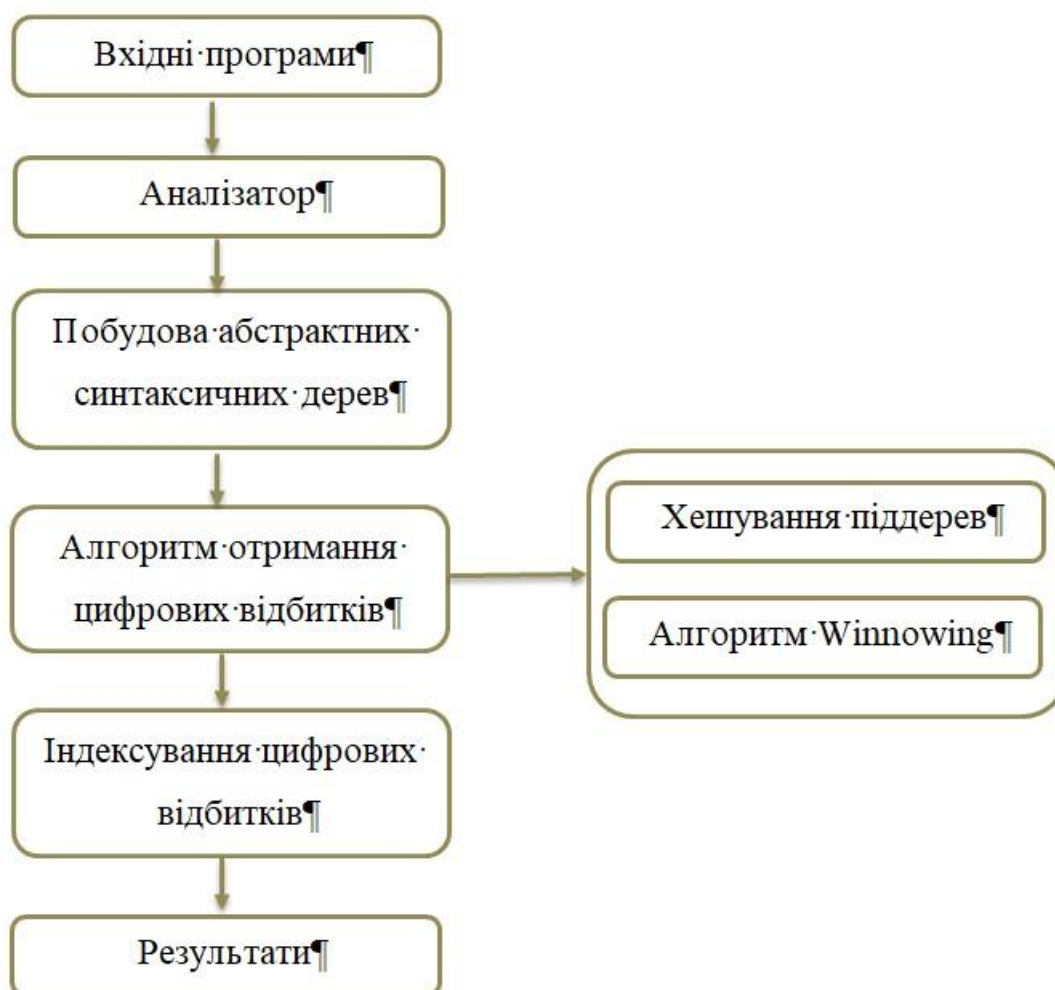 Вхідні·програми¶
Аналізатор¶
Побудова·абстрактних·
синтаксичних·дерев¶
Алгоритм·отримання·
цифрових·відбитків¶
Хешування·піддерев¶
Алгоритм·Winnowing¶
Індексування·цифрових·
відбитків¶
Результати¶